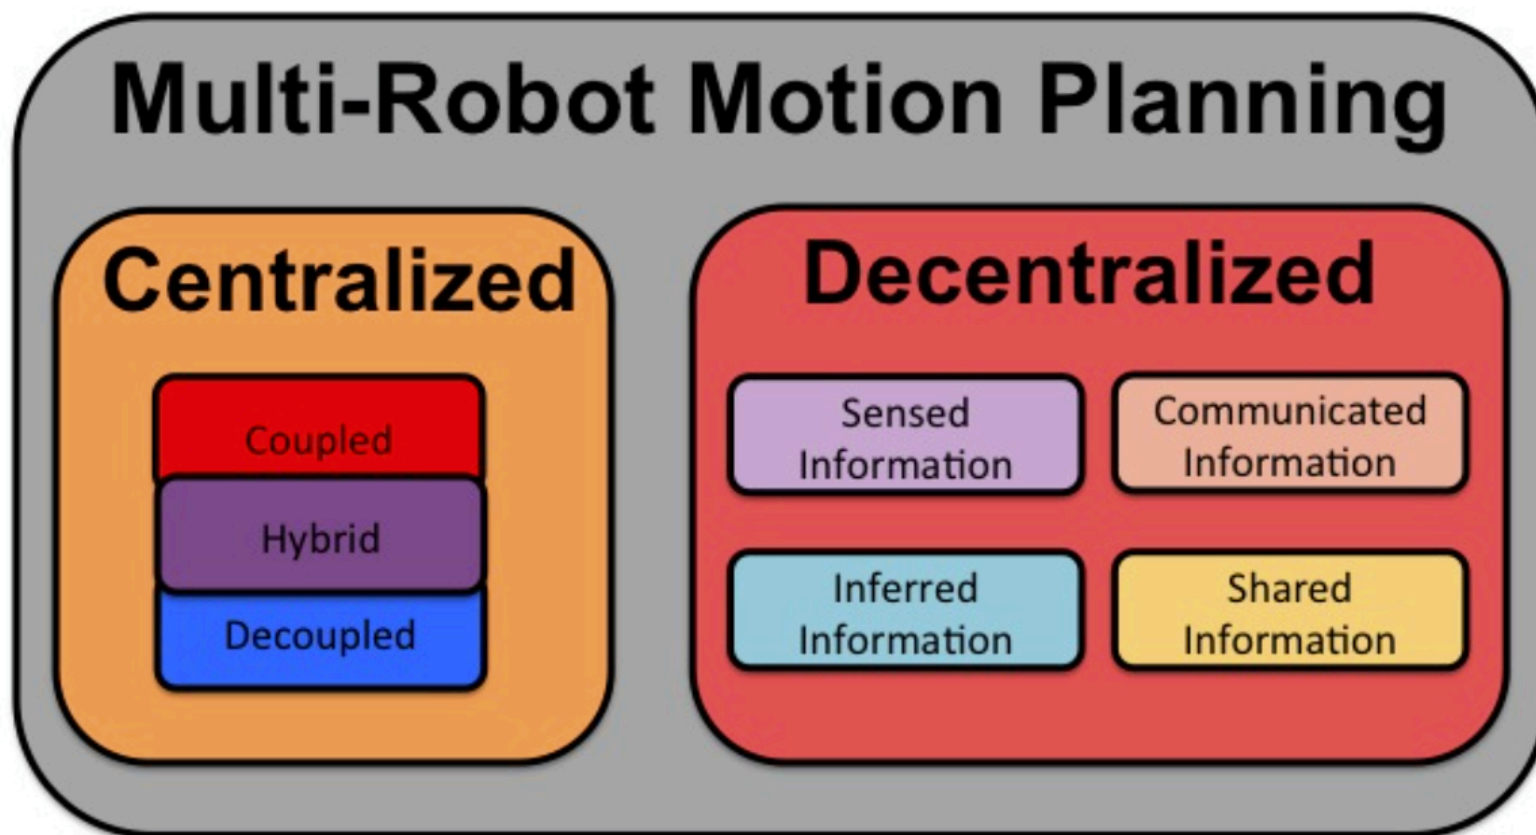 Multi-Robot Motion Planning
Centralized
Coupled
Hybrid
Decoupled
Decentralized
Sensed
Information
Communicated
Information
Inferred
Information
Shared
Information